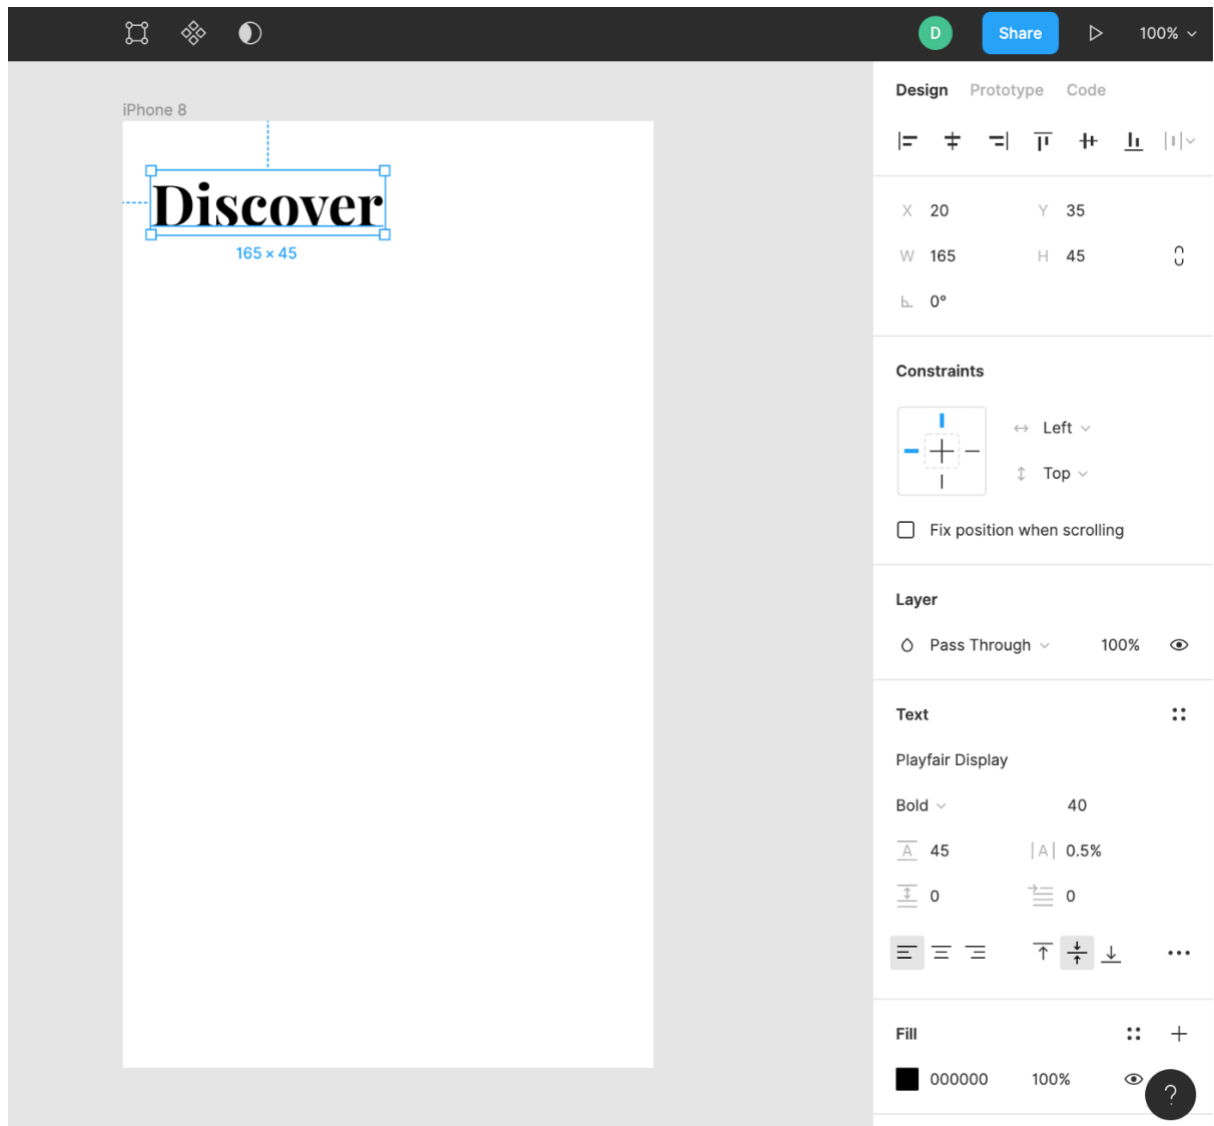 D
Share
100%
Design Prototype Code
iPhone 8
Discover
165 × 45
X 20 Y 35
W 165 H 45
0°
Constraints
Left
Top
Fix position when scrolling
Layer
Pass Through 100%
Text
Playfair Display
Bold 40
A 45 |A| 0.5%
0 0
Fill
000000 100%
?